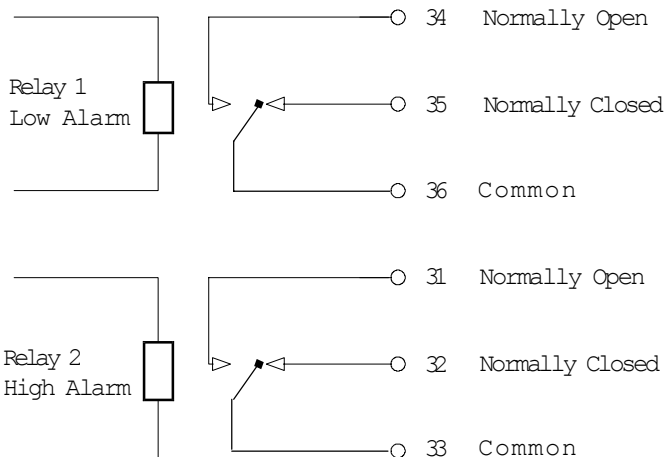 34 Normally Open
Relay 1
Low Alarm
35 Normally Closed
36 Common
31 Normally Open
Relay 2
High Alarm
32 Normally Closed
33 Common